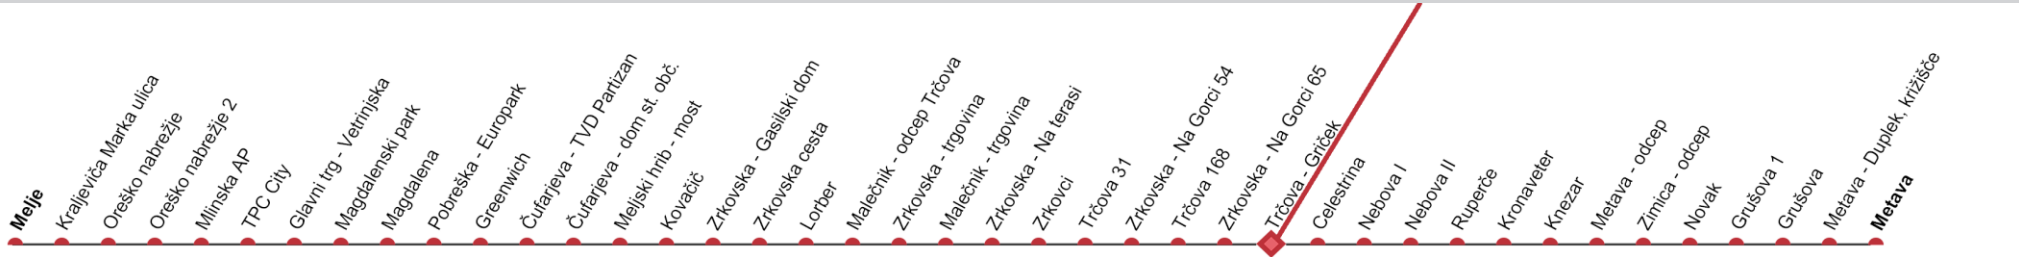 Melje
Kraljeviča Marka ulica
Oreško nabrežje
Oreško nabrežje 2
Mlinska AP
TPC City
Glavni trg - Vetrinjska
Magdalenski park
Magdalena
Pobreška - Europark
Greenwich
Čufarjeva - TVD Partizan
Čufarjeva - dom st. obč.
Meljski hrib - most
Kovačič
Zrkovska - Gasilski dom
Zrkovska cesta
Lorber
Malečnik - odcep Trčova
Zrkovska - trgovina
Malečnik - trgovina
Zrkovska - Na terasi
Zrkovci
Trčova 31
Zrkovska - Na Gorci 54
Trčova 168
Zrkovska - Na Gorci 65
Trčova - Griček
Celestrina
Nebova I
Nebova II
Ruperče
Kronaveter
Knezar
Metava - odcep
Zimica - odcep
Novak
Grušova 1
Grušova
Metava - Duplek, križišče
Metava